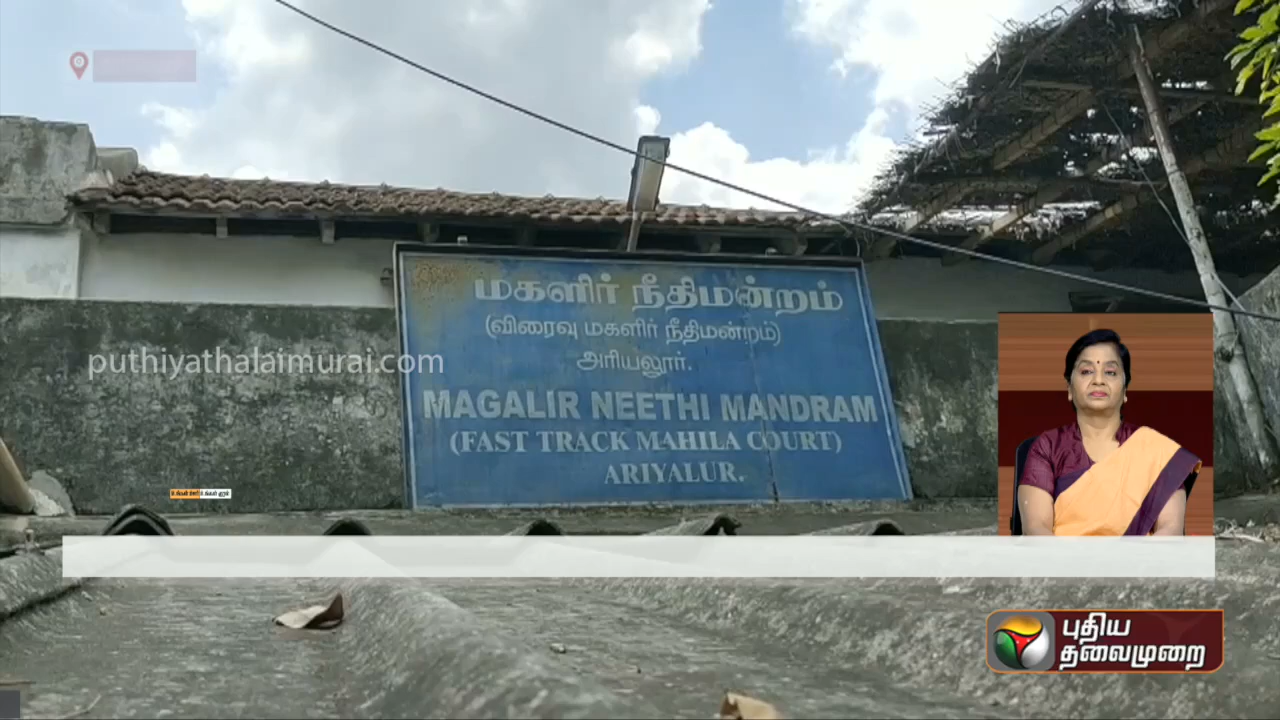 மகளிர் நீதிமன்றம்
(விரைவு மகளிர் நீதிமன்றம்)
அரியலூர்.
puthiyathalaimurai.com
MAGALIR NEETHI MANDRAM
(FAST TRACK MAHILA COURT)
ARIYALUR.
புதிய
தலைமுறை